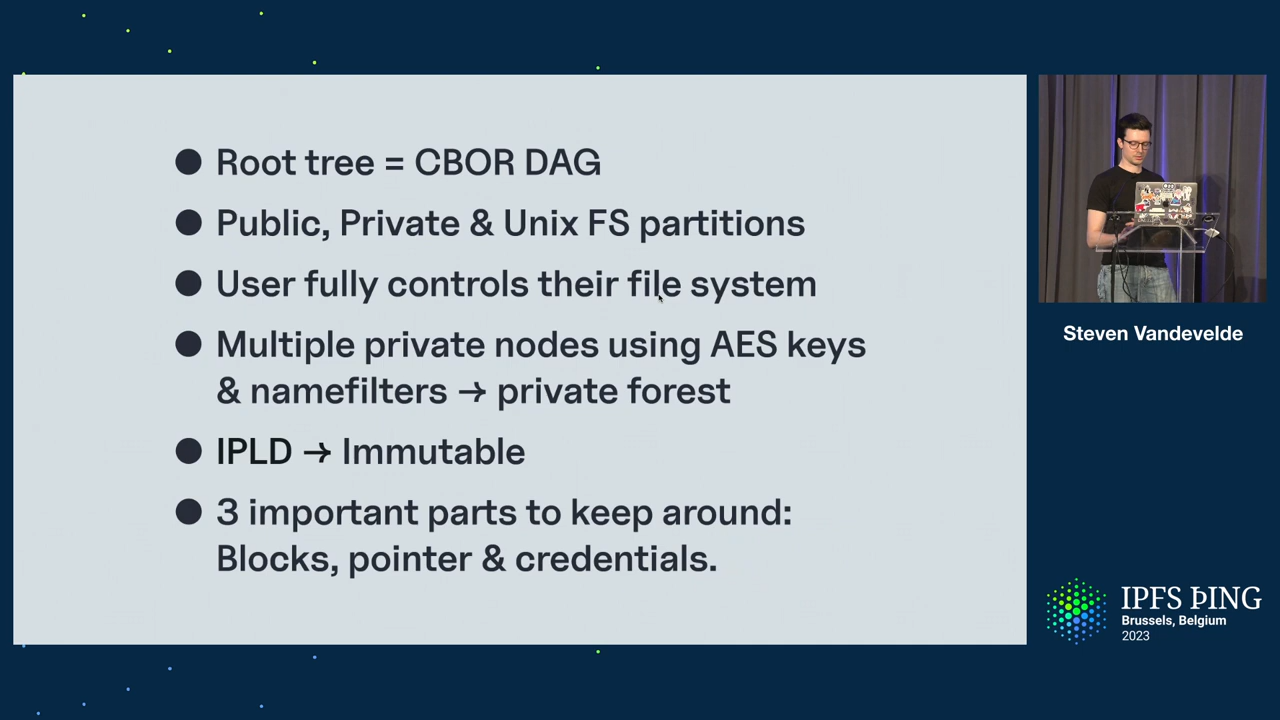 ● Root tree = CBOR DAG
● Public, Private & Unix FS partitions
● User fully controls their file system
● Multiple private nodes using AES keys
& namefilters → private forest
● IPLD → Immutable
● 3 important parts to keep around:
Blocks, pointer & credentials.
Steven Vandevelde
IPFS ÞING
Brussels, Belgium
2023